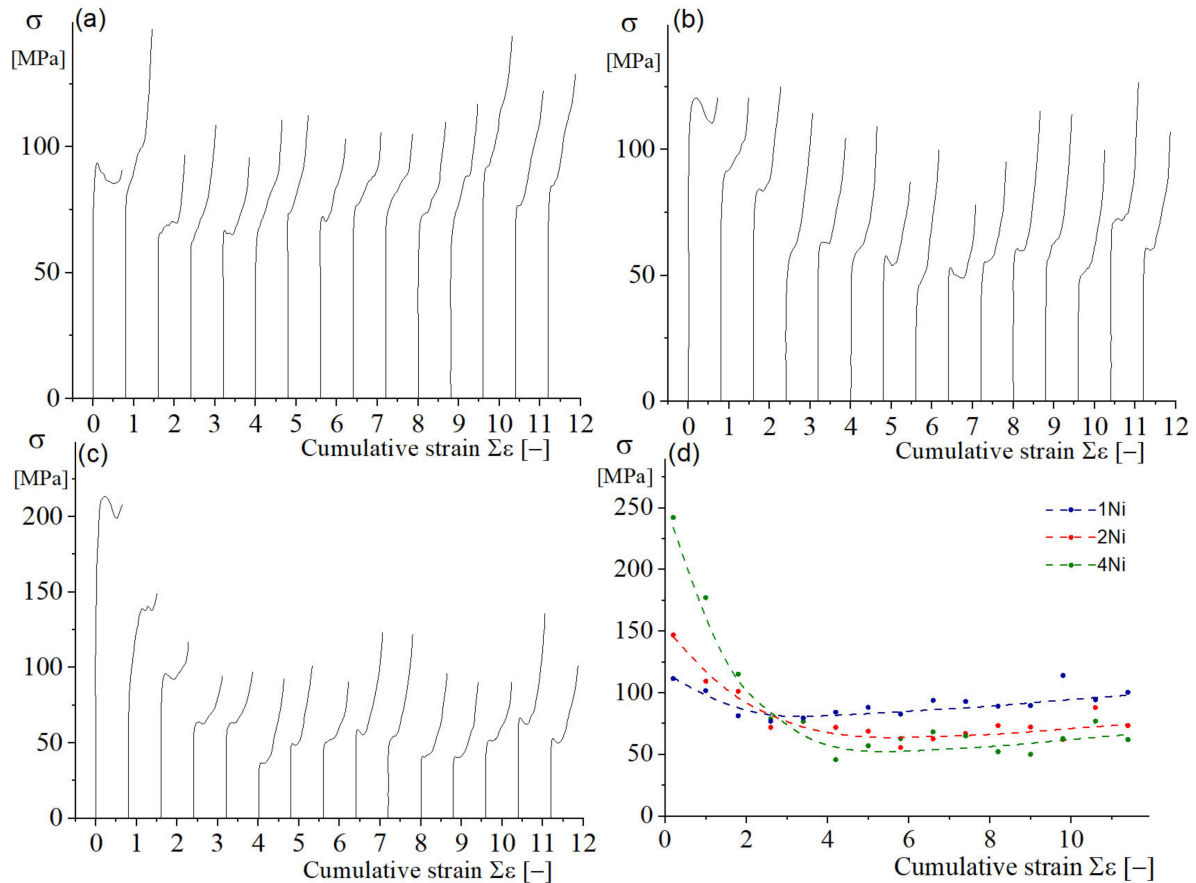 σ
(a)
[MPa]
100
50
0
0 1 2 3 4 5 6 7 8 9 10 11 12
Cumulative strain Σε [−]
σ
(b)
[MPa]
100
50
0
0 1 2 3 4 5 6 7 8 9 10 11 12
Cumulative strain Σε [−]
σ
(c)
[MPa]
200
150
100
50
0
0 1 2 3 4 5 6 7 8 9 10 11 12
Cumulative strain Σε [−]
σ
(d)
[MPa]
250
200
150
100
50
0
1Ni
2Ni
4Ni
0 2 4 6 8 10
Cumulative strain Σε [−]